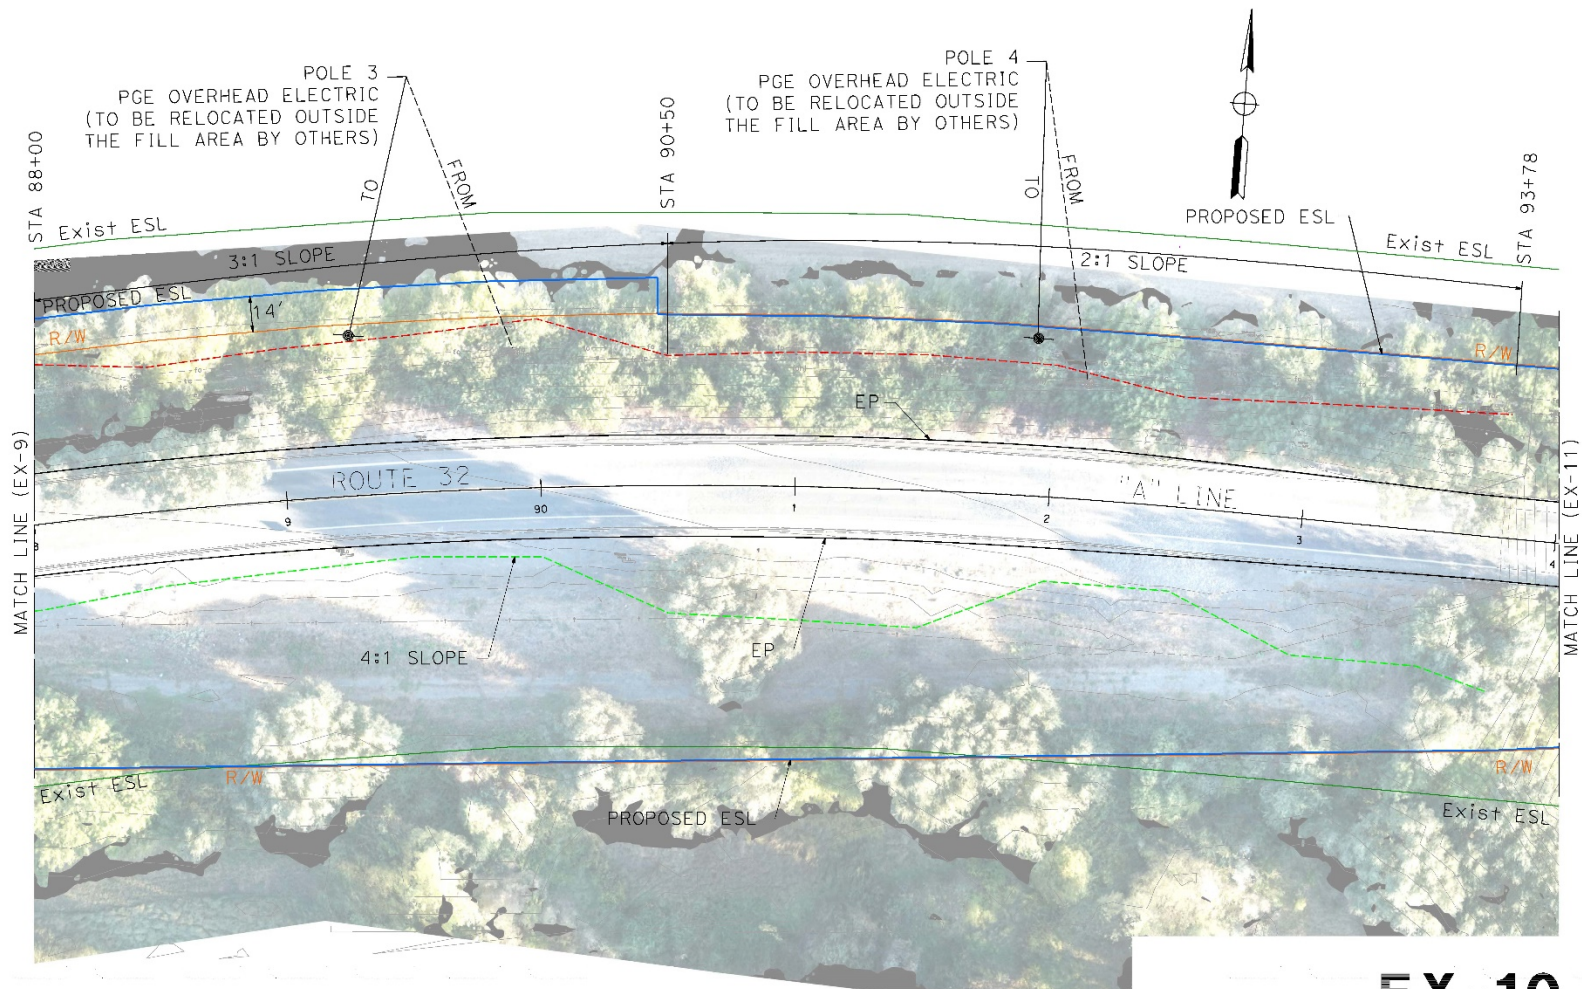 POLE 3
PGE OVERHEAD ELECTRIC
(TO BE RELOCATED OUTSIDE
THE FILL AREA BY OTHERS)
POLE 4
PGE OVERHEAD ELECTRIC
(TO BE RELOCATED OUTSIDE
THE FILL AREA BY OTHERS)
STA 88+00
STA 90+50
STA 93+78
TO
FROM
TO
FROM
Exist ESL
PROPOSED ESL
Exist ESL
3:1 SLOPE
2:1 SLOPE
PROPOSED ESL
14'
R/W
R/W
EP
MATCH LINE (EX-9)
MATCH LINE (EX-11)
ROUTE 32
"A" LINE
9
90
1
2
3
4
4:1 SLOPE
EP
Exist ESL
R/W
R/W
PROPOSED ESL
Exist ESL
EX-10